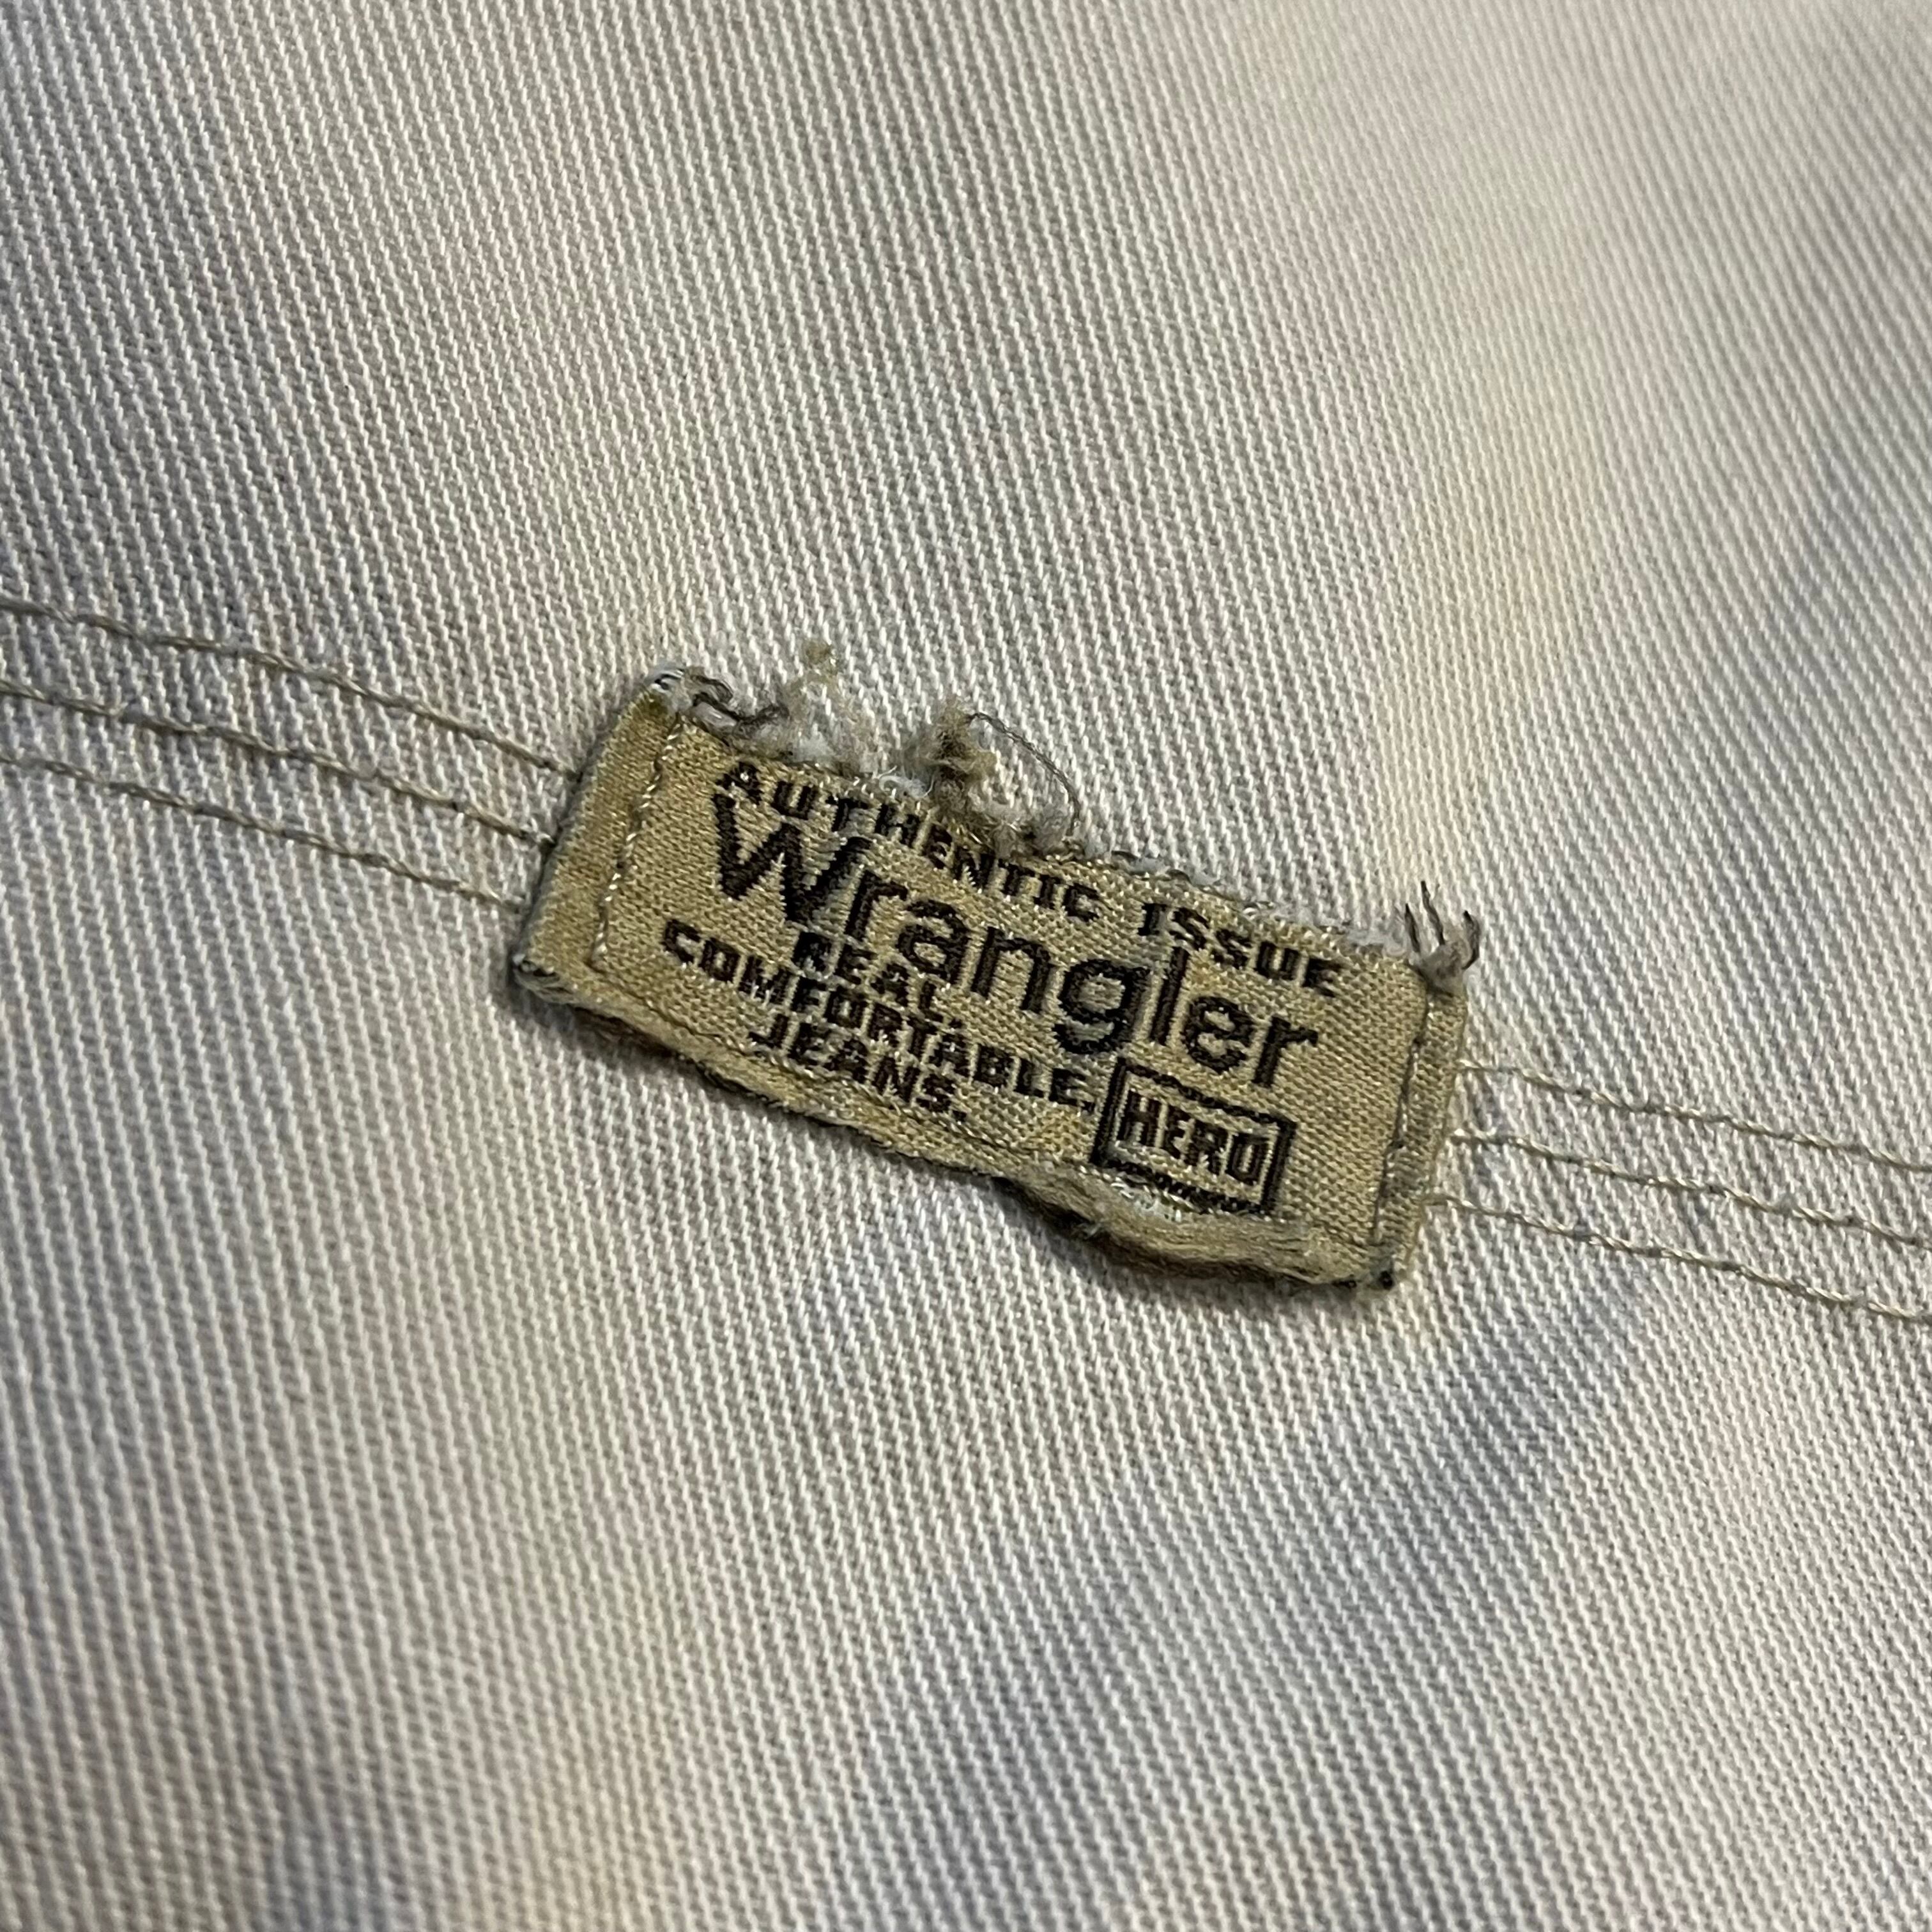 AUTHENTIC ISSUE
Wrangler
REAL.
COMFORTABLE.
JEANS.
HERO